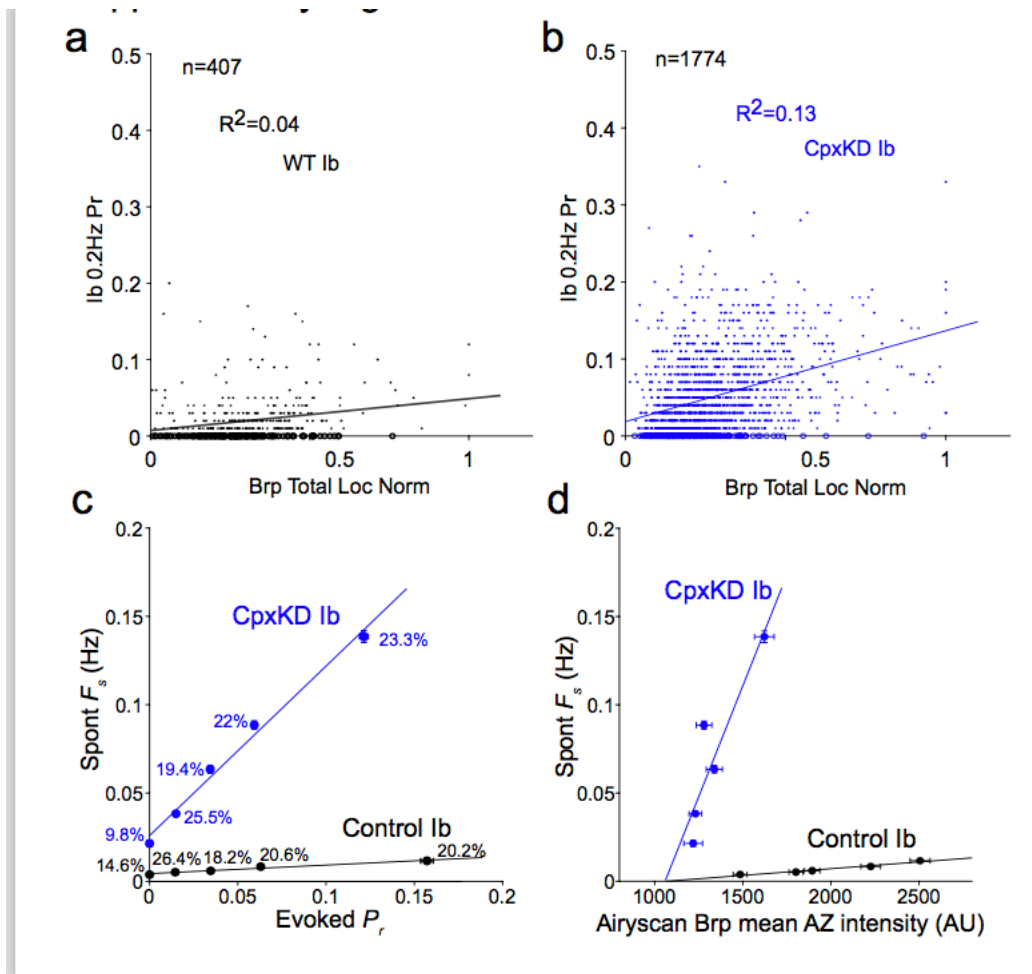 a
0.5
n=407
0.4
R2=0.04
WT Ib
0.3
Ib 0.2Hz Pr
0.2
0.1
0
0
0.5
1
Brp Total Loc Norm
b
0.5
n=1774
R2=0.13
0.4
CpxKD Ib
0.3
Ib 0.2Hz Pr
0.2
0.1
0
0
0.5
1
Brp Total Loc Norm
c
0.2
CpxKD Ib
0.15
23.3%
Spont Fs (Hz)
0.1
22%
19.4%
0.05
25.5%
9.8%
Control Ib
14.6%
26.4%
18.2%
20.6%
20.2%
0
0
0.05
0.1
0.15
0.2
Evoked Pr
d
0.2
CpxKD Ib
0.15
Spont Fs (Hz)
0.1
0.05
Control Ib
0
1000
1500
2000
2500
Airyscan Brp mean AZ intensity (AU)